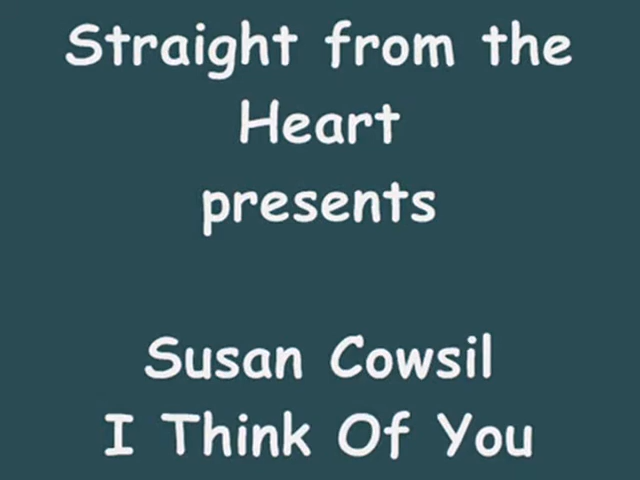 Straight from the
Heart
presents
Susan Cowsil
I Think Of You